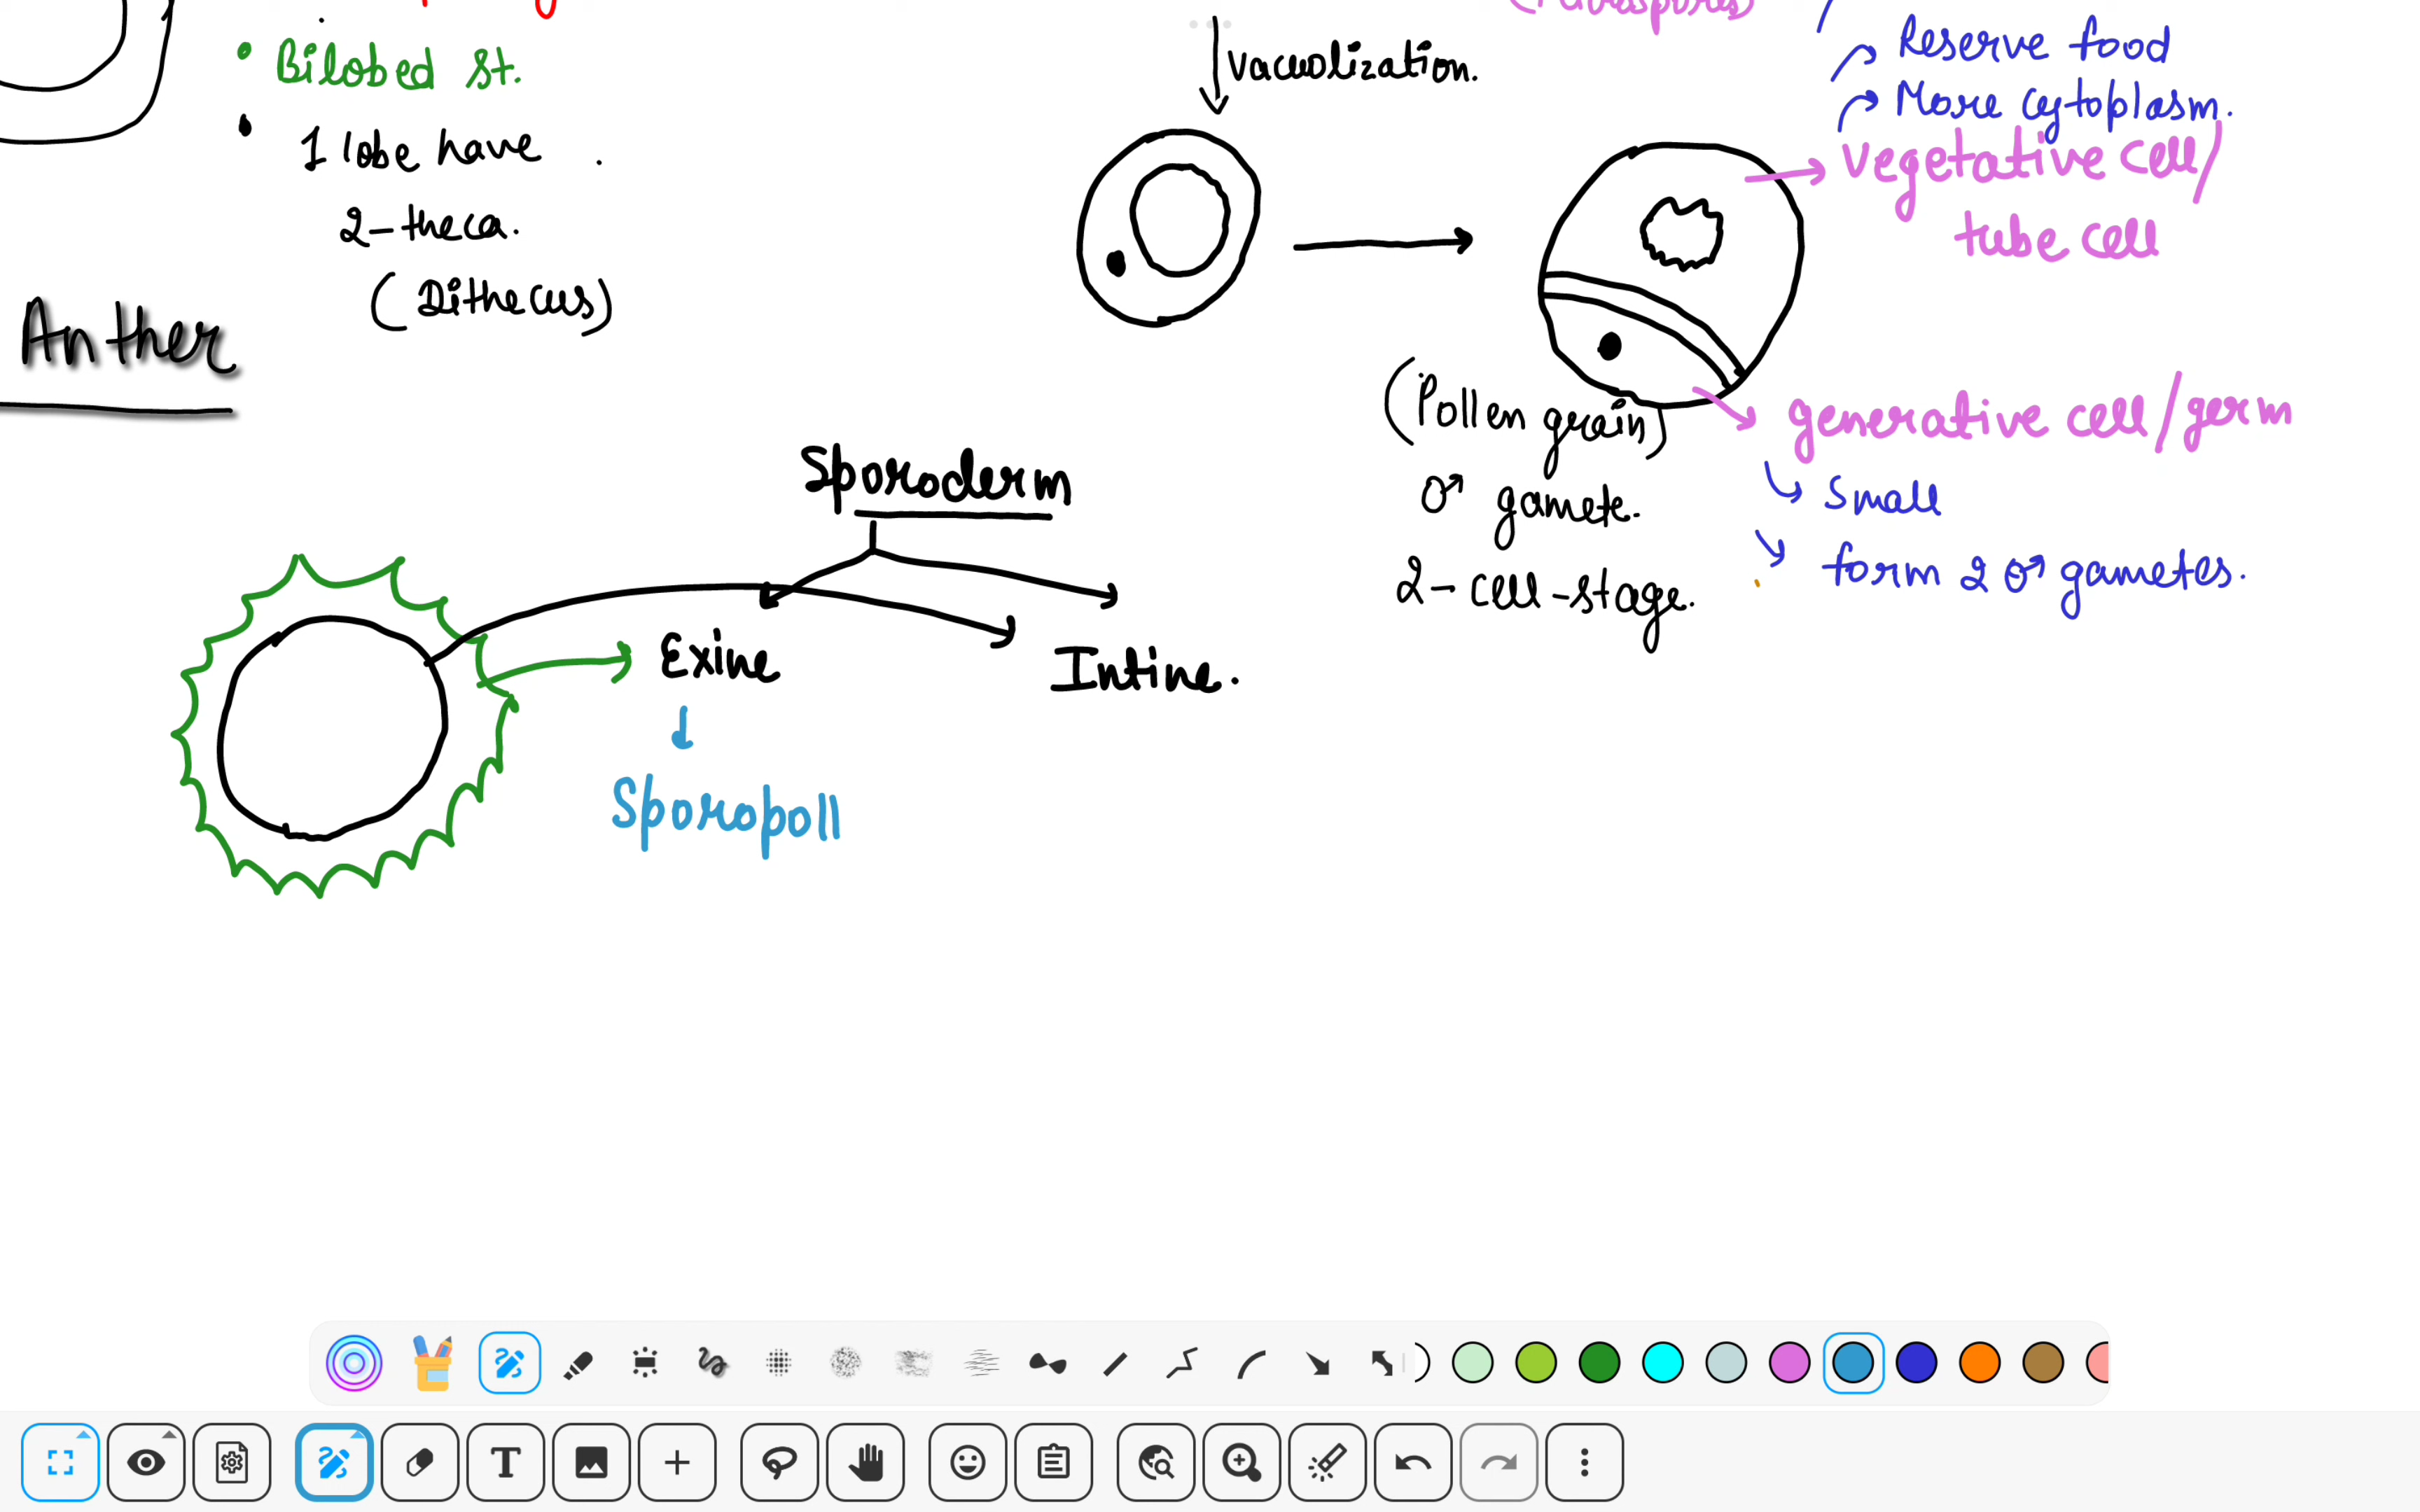 Bilobed st.
1 lobe have
2-theca.
(Dithecus)
Anther
vacuolization.
Reserve food
More cytoplasm.
vegetative cell/
tube cell
(Pollen grain)
♂ gamete.
2-cell-stage.
generative cell/germ
small
form 2 ♂ gametes.
Sporoderm
Exine
Intine.
Sporopoll
T